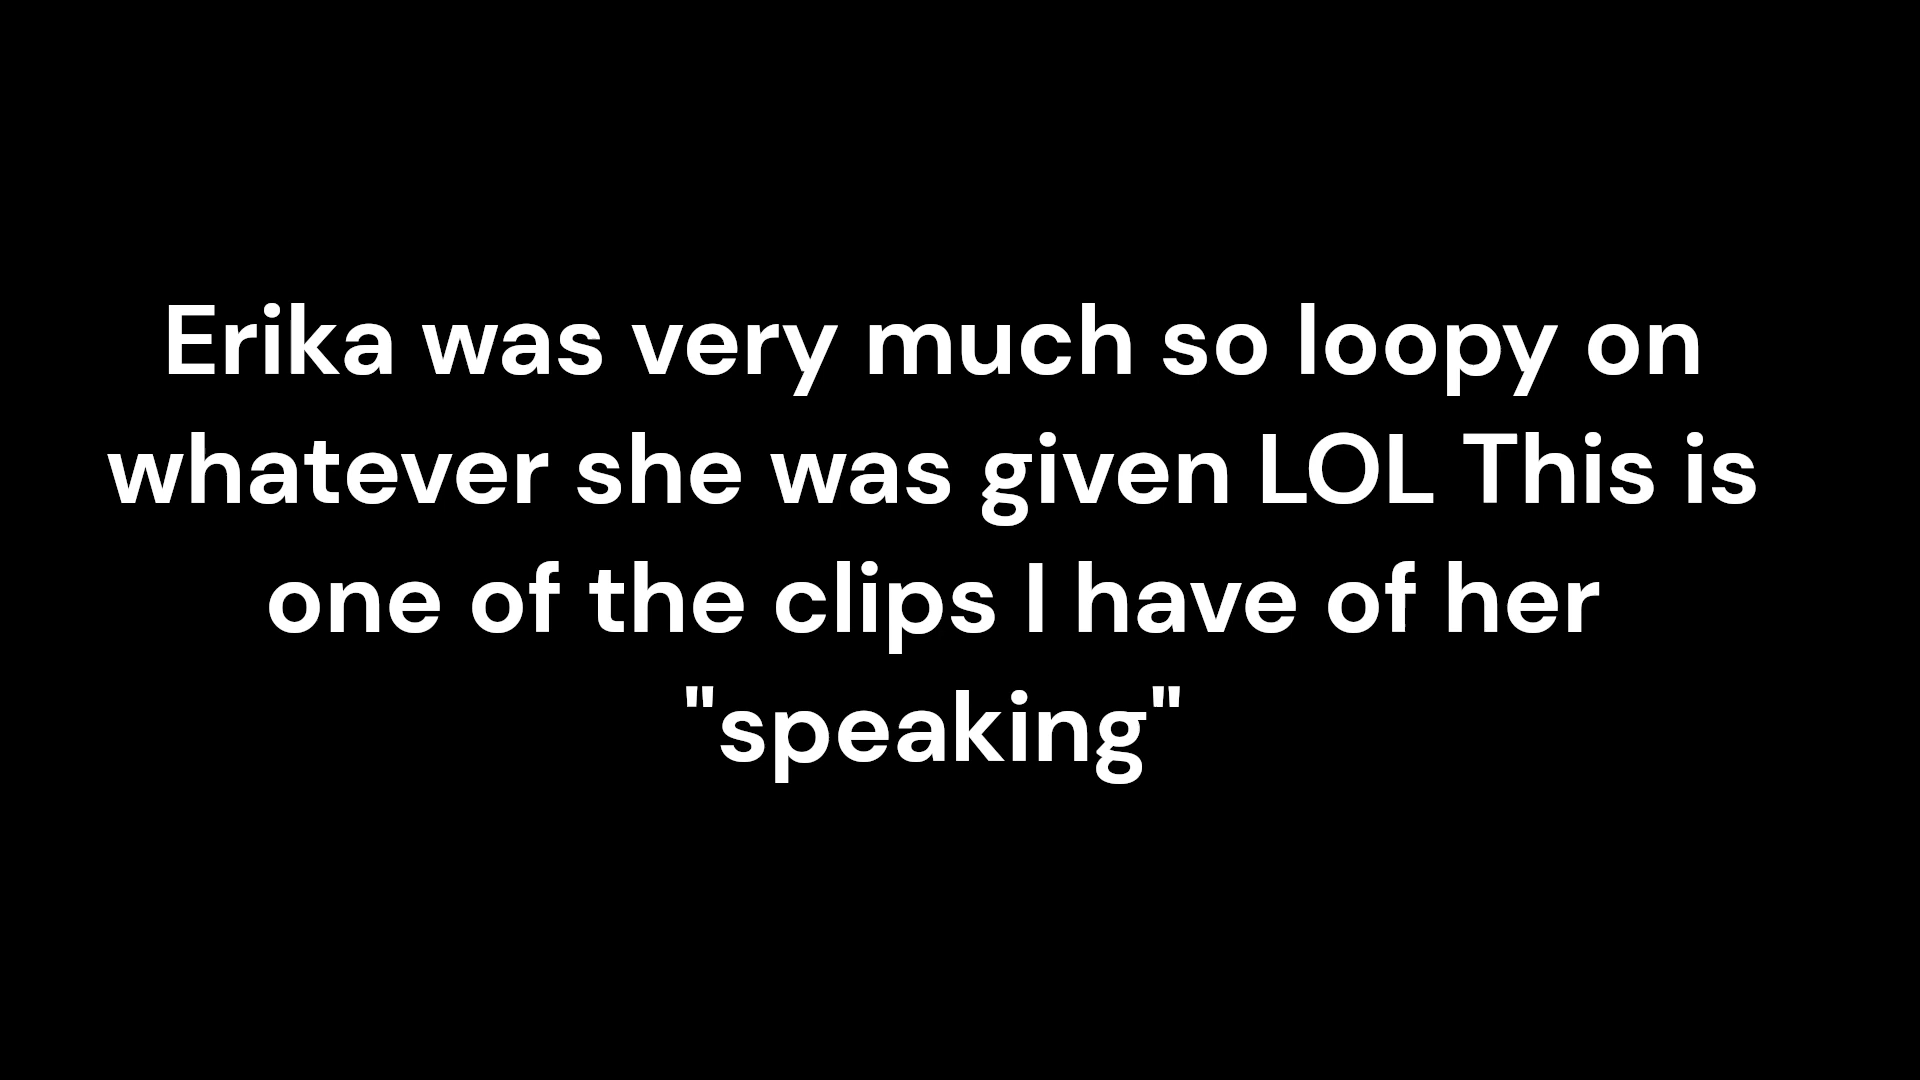 Erika was very much so loopy on
whatever she was given LOL This is
one of the clips I have of her
"speaking"